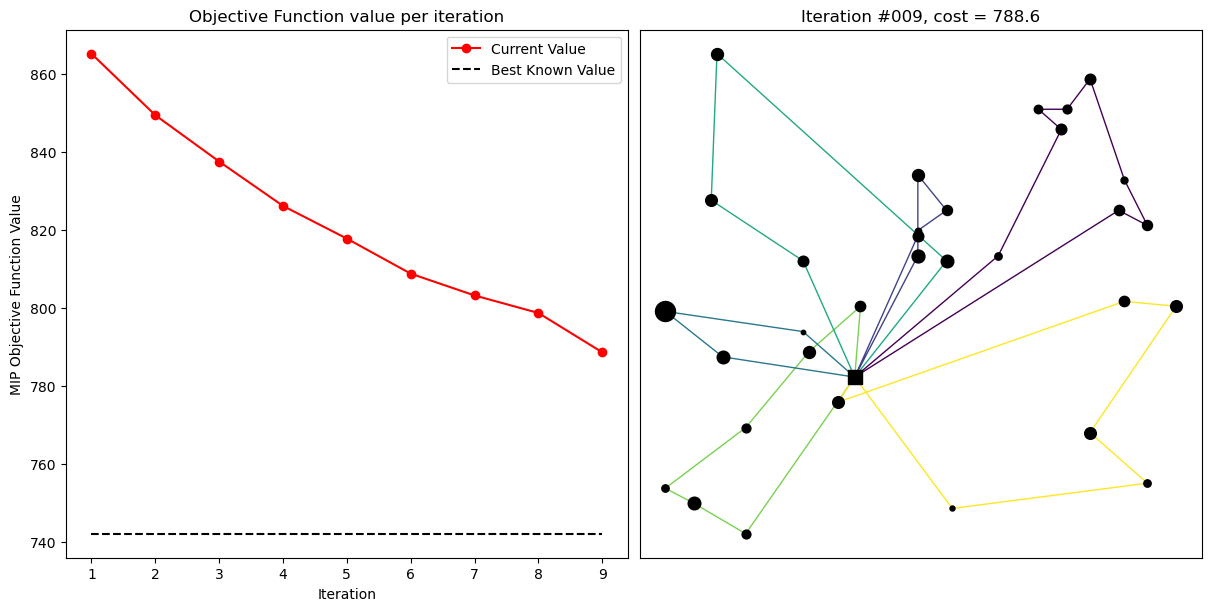 Objective Function value per iteration
Iteration #009, cost = 788.6
Current Value
Best Known Value
MIP Objective Function Value
860
840
820
800
780
760
740
1 2 3 4 5 6 7 8 9
Iteration